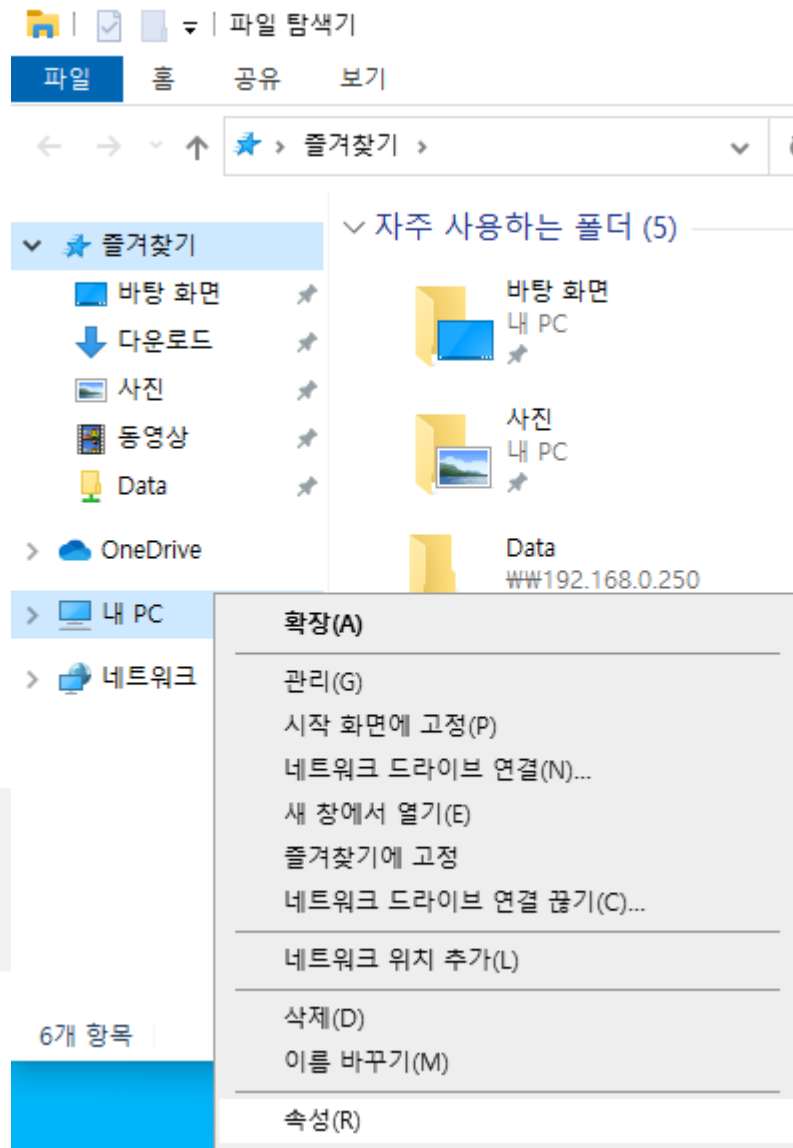 파일 탐색기
파일 홈 공유 보기
즐겨찾기
자주 사용하는 폴더 (5)
즐겨찾기
바탕 화면
다운로드
사진
동영상
Data
OneDrive
내 PC
네트워크
바탕 화면
내 PC
사진
내 PC
Data
₩₩192.168.0.250
확장(A)
관리(G)
시작 화면에 고정(P)
네트워크 드라이브 연결(N)...
새 창에서 열기(E)
즐겨찾기에 고정
네트워크 드라이브 연결 끊기(C)...
네트워크 위치 추가(L)
삭제(D)
이름 바꾸기(M)
속성(R)
6개 항목